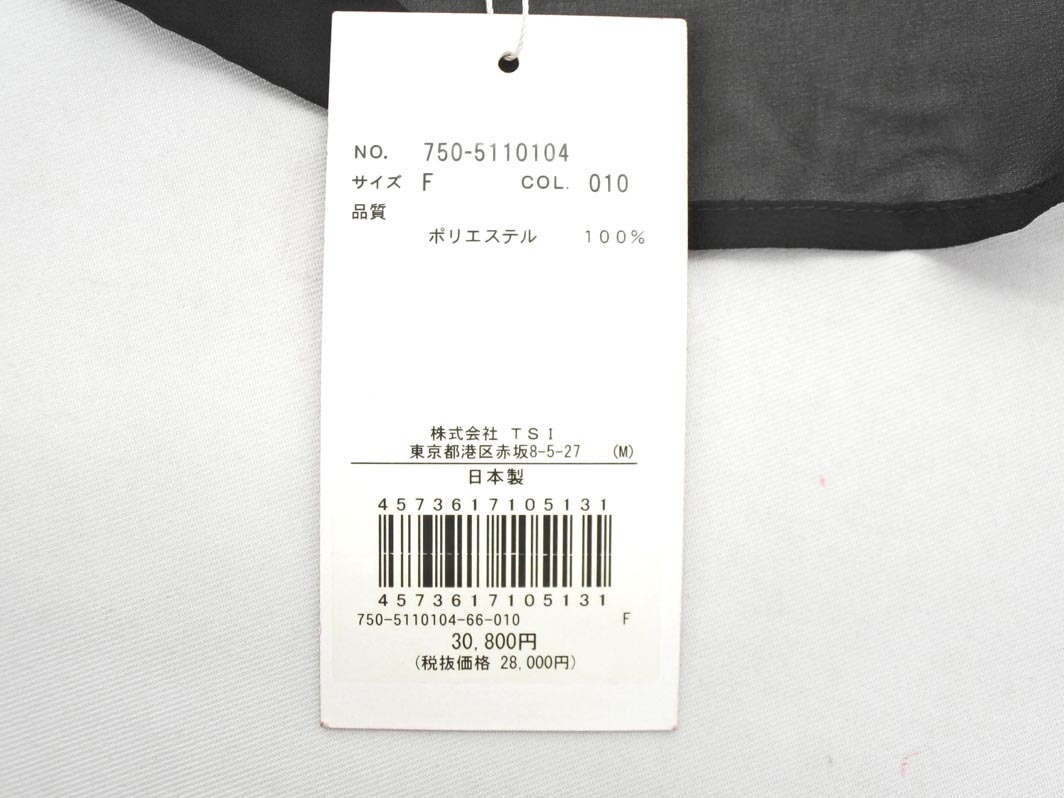 NO. 750-5110104
サイズ F COL. 010
品質
ポリエステル 100%
株式会社 TSI
東京都港区赤坂8-5-27 (M)
日本製
4573617105131
4573617105131
750-5110104-66-010 F
30,800円
(税抜価格 28,000円)